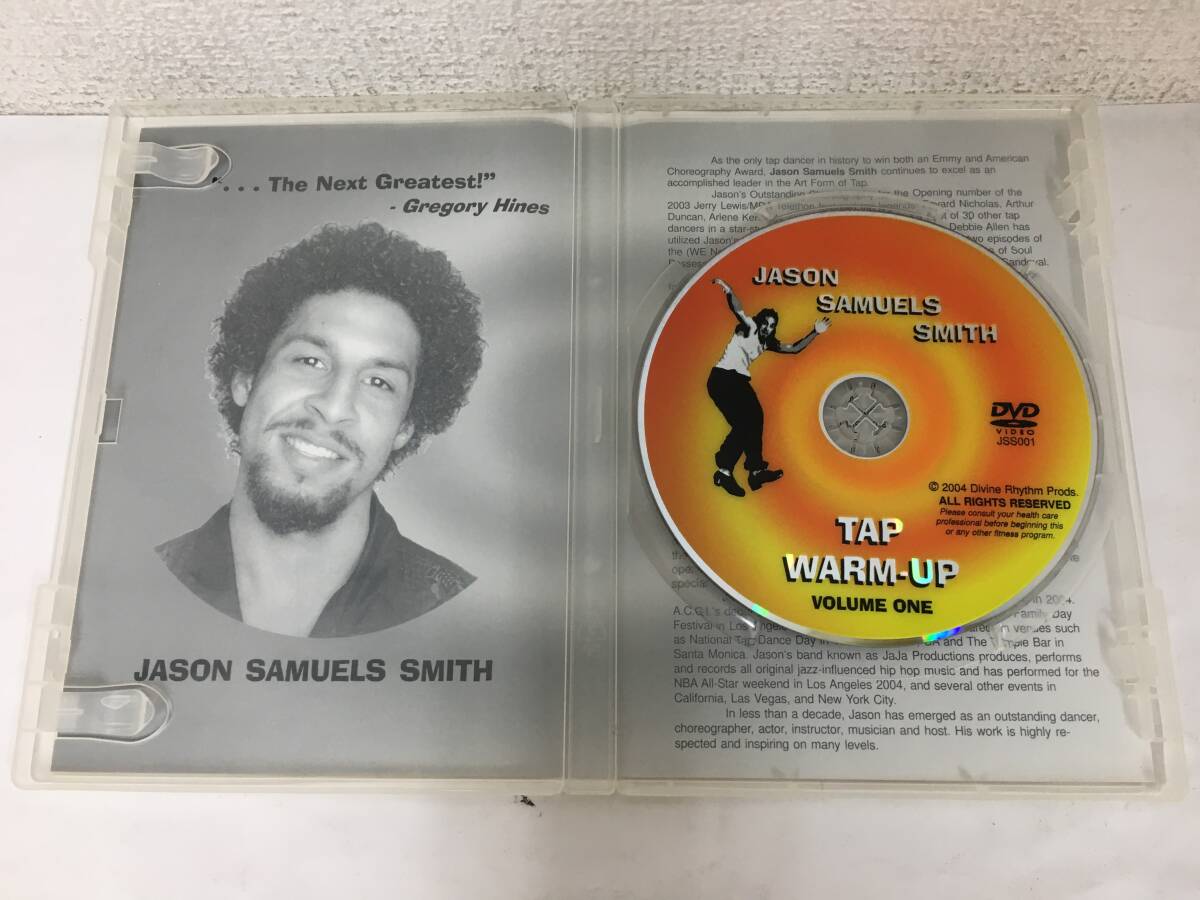 ". . . The Next Greatest!"
- Gregory Hines
JASON SAMUELS SMITH
As the only tap dancer in history to win both an Emmy and American
Choreography Award, Jason Samuels Smith continues to excel as an
accomplished leader in the Art Form of Tap.
Jason's Outstanding for the Opening number of the
2003 Jerry Lewis/MDA Telethon Nicholas, Arthur
Duncan, Arlene of 30 other tap
dancers in a Debbie Allen has
utilized Jason's two episodes of
the (WE of Soul
Sandoval.
JASON
SAMUELS
SMITH
DVD
VIDEO
JSS001
© 2004 Divine Rhythm Prods.
ALL RIGHTS RESERVED
Please consult your health care
professional before beginning this
or any other fitness program.
TAP
WARM-UP
VOLUME ONE
in 2004.
A.C.G.I.'s Family Day
Festival in Los venues such
as National Tap Dance Day in and The Temple Bar in
Santa Monica. Jason's band known as JaJa Productions produces, performs
and records all original jazz-influenced hip hop music and has performed for the
NBA All-Star weekend in Los Angeles 2004, and several other events in
California, Las Vegas, and New York City.
In less than a decade, Jason has emerged as an outstanding dancer,
choreographer, actor, instructor, musician and host. His work is highly re-
spected and inspiring on many levels.